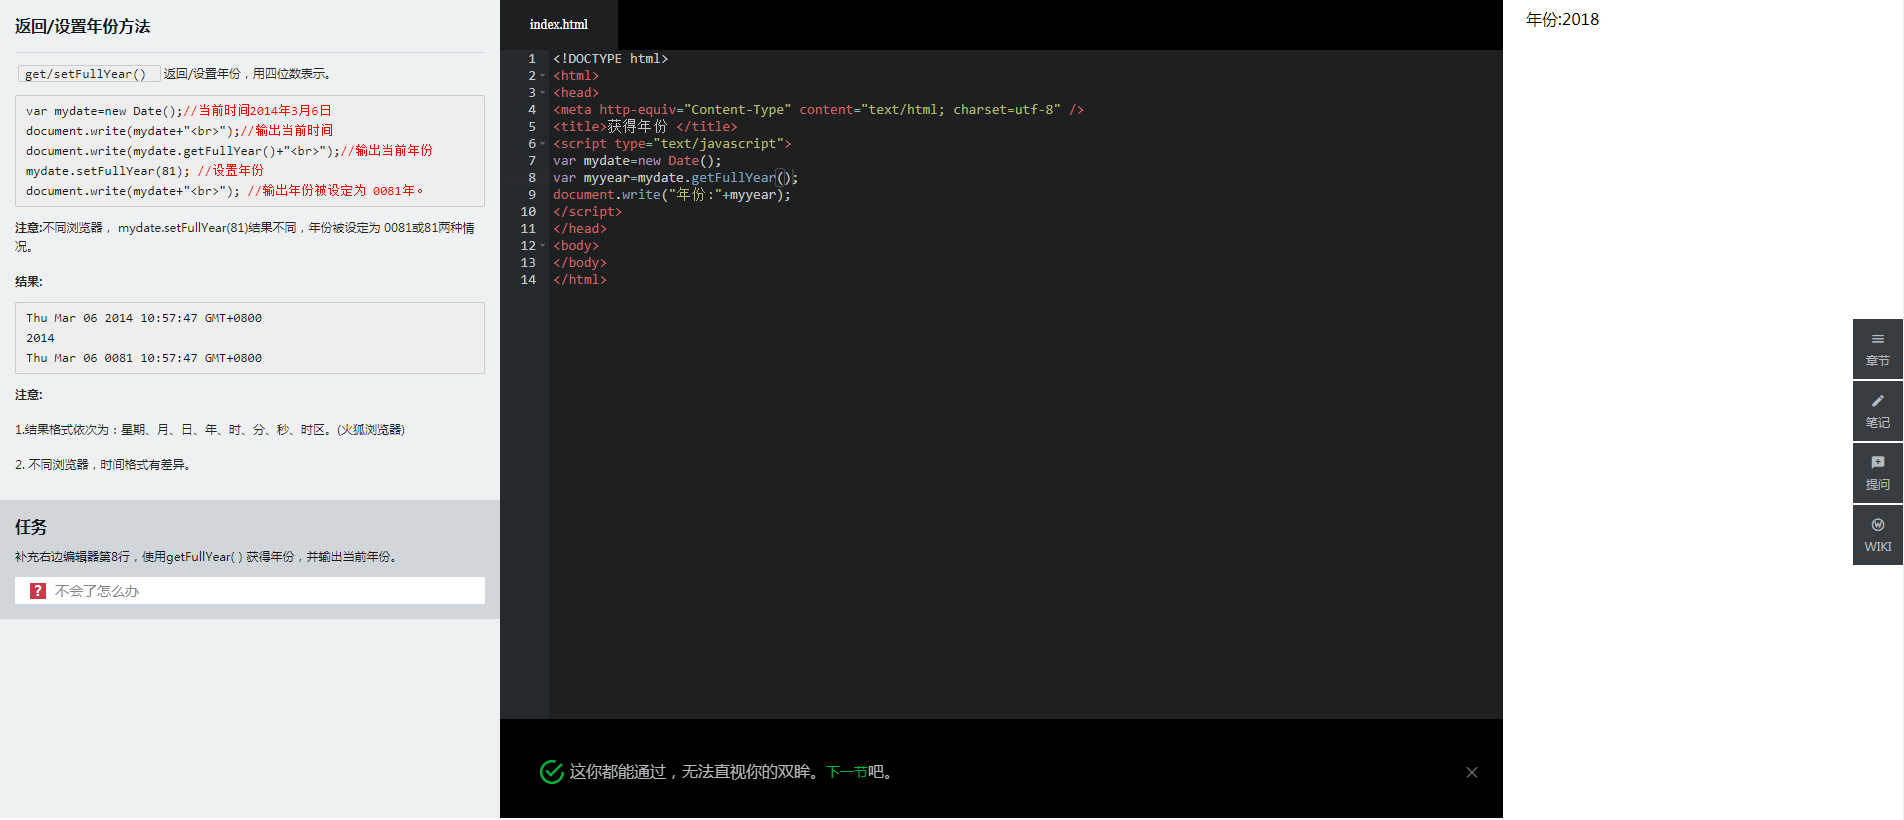 返回/设置年份方法
get/setFullYear() 返回/设置年份，用四位数表示。
var mydate=new Date();//当前时间2014年3月6日
document.write(mydate+"<br>");//输出当前时间
document.write(mydate.getFullYear()+"<br>");//输出当前年份
mydate.setFullYear(81); //设置年份
document.write(mydate+"<br>"); //输出年份被设定为 0081年。
注意:不同浏览器， mydate.setFullYear(81)结果不同，年份被设定为 0081或81两种情
况。
结果:
Thu Mar 06 2014 10:57:47 GMT+0800
2014
Thu Mar 06 0081 10:57:47 GMT+0800
注意:
1.结果格式依次为：星期、月、日、年、时、分、秒、时区。(火狐浏览器)
2. 不同浏览器，时间格式有差异。
任务
补充右边编辑器第8行，使用getFullYear( ) 获得年份，并输出当前年份。
? 不会了怎么办
index.html
1 <!DOCTYPE html>
2 <html>
3 <head>
4 <meta http-equiv="Content-Type" content="text/html; charset=utf-8" />
5 <title>获得年份 </title>
6 <script type="text/javascript">
7 var mydate=new Date();
8 var myyear=mydate.getFullYear();
9 document.write("年份:"+myyear);
10 </script>
11 </head>
12 <body>
13 </body>
14 </html>
这你都能通过，无法直视你的双眸。下一节吧。
年份:2018
章节
笔记
提问
WIKI